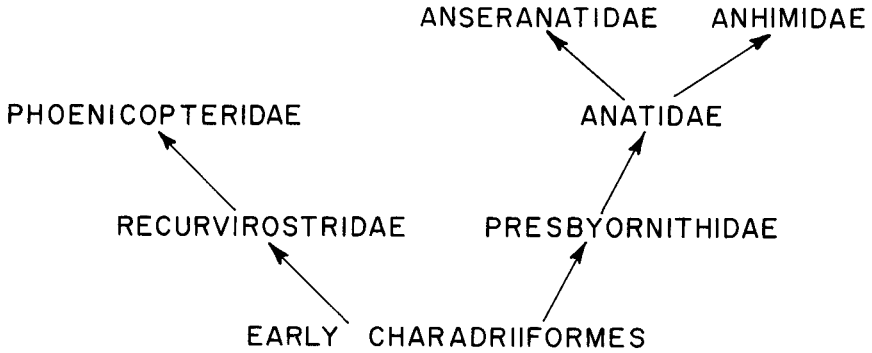 ANSERANATIDAE ANHIMIDAE
PHOENICOPTERIDAE ANATIDAE
RECURVIROSTRIDAE PRESBYORNITHIDAE
EARLY CHARADRIIFORMES